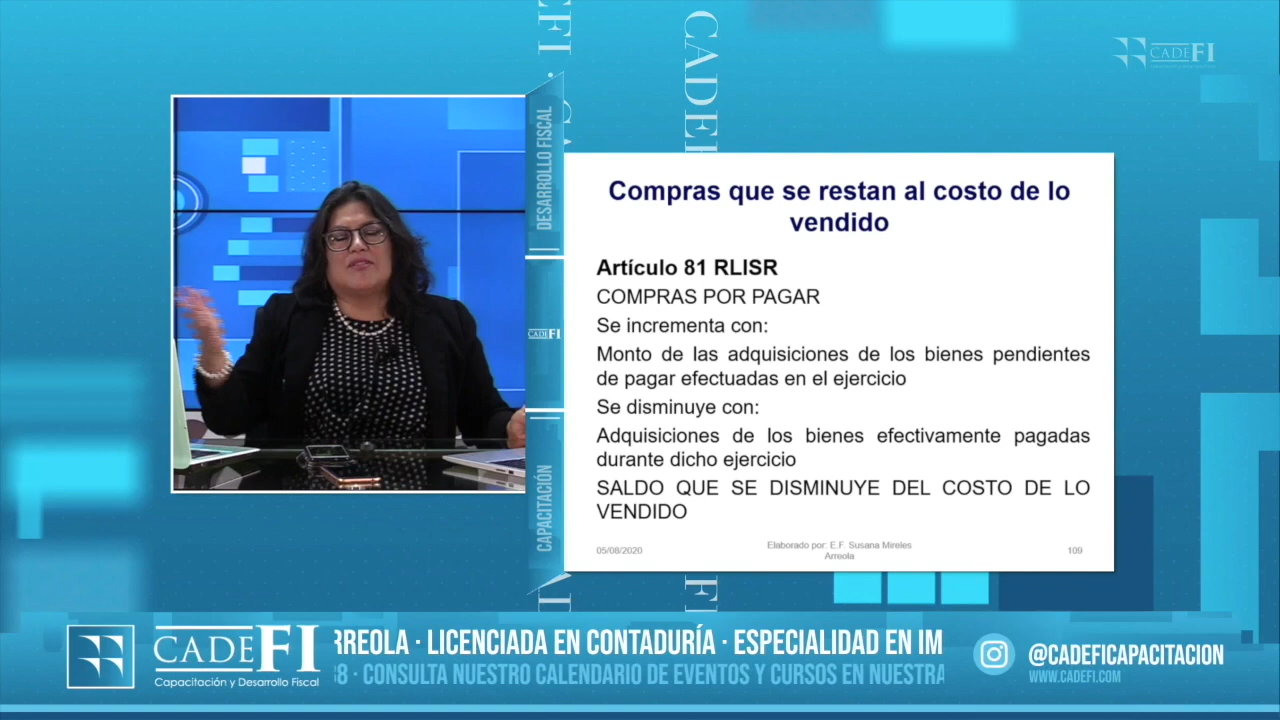 CADEFI
CADEFI
DESARROLLO FISCAL
CADEFI
CAPACITACIÓN
Compras que se restan al costo de lo
vendido
Artículo 81 RLISR
COMPRAS POR PAGAR
Se incrementa con:
Monto de las adquisiciones de los bienes pendientes
de pagar efectuadas en el ejercicio
Se disminuye con:
Adquisiciones de los bienes efectivamente pagadas
durante dicho ejercicio
SALDO QUE SE DISMINUYE DEL COSTO DE LO
VENDIDO
05/08/2020
Elaborado por: E.F. Susana Mireles
Arreola
109
CADEFI
Capacitación y Desarrollo Fiscal
RREOLA · LICENCIADA EN CONTADURÍA · ESPECIALIDAD EN IM
8 · CONSULTA NUESTRO CALENDARIO DE EVENTOS Y CURSOS EN NUESTRA
@CADEFICAPACITACION
WWW.CADEFI.COM